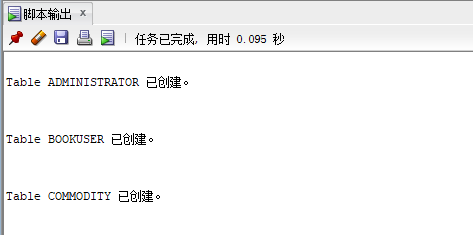 脚本输出 x
任务已完成, 用时 0.095 秒
Table ADMINISTRATOR 已创建。
Table BOOKUSER 已创建。
Table COMMODITY 已创建。